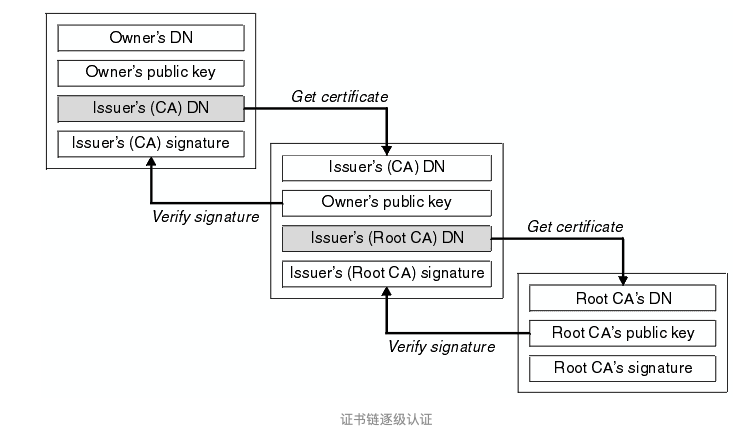 Owner's DN
Owner's public key
Issuer's (CA) DN
Issuer's (CA) signature
Get certificate
Verify signature
Issuer's (CA) DN
Owner's public key
Issuer's (Root CA) DN
Issuer's (Root CA) signature
Get certificate
Verify signature
Root CA's DN
Root CA's public key
Root CA's signature
证书链逐级认证